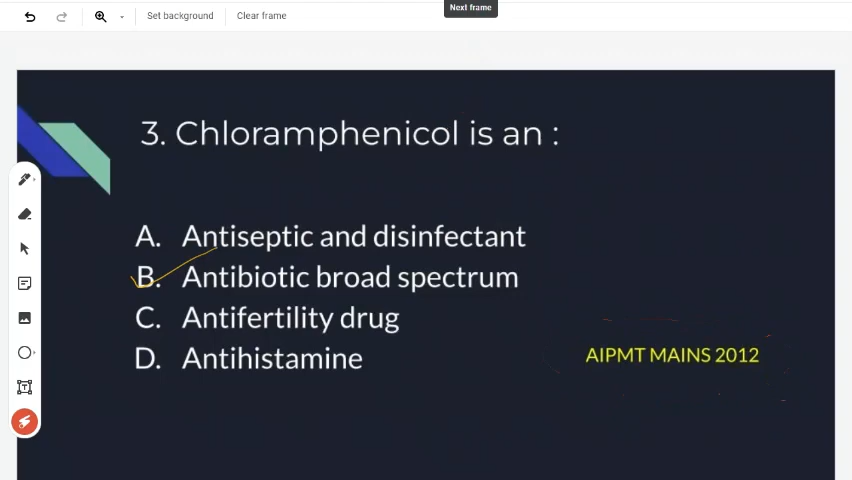 Next frame
Set background
Clear frame
3. Chloramphenicol is an :
A. Antiseptic and disinfectant
B. Antibiotic broad spectrum
C. Antifertility drug
D. Antihistamine
AIPMT MAINS 2012